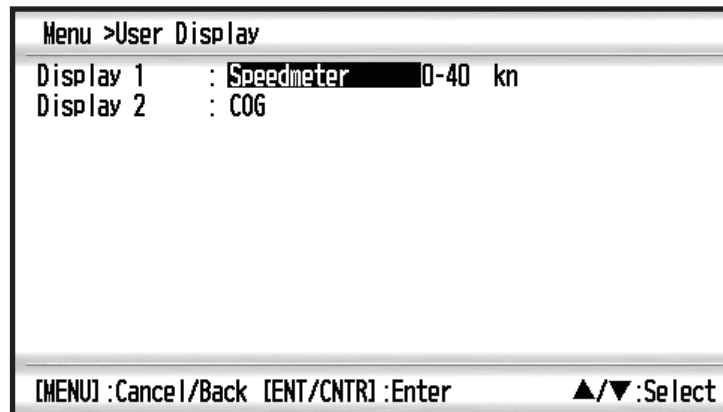 Menu >User Display
Display 1 : Speedmeter 0-40 kn
Display 2 : COG
[MENU] :Cancel/Back [ENT/CNTR] :Enter ▲/▼ :Select